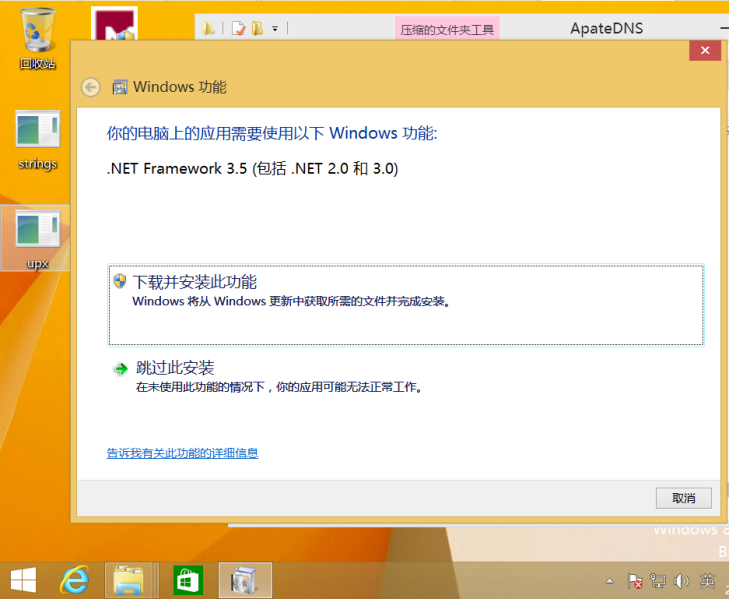 回收站
压缩的文件夹工具
ApateDNS
Windows 功能
strings
upx
你的电脑上的应用需要使用以下 Windows 功能:
.NET Framework 3.5 (包括 .NET 2.0 和 3.0)
下载并安装此功能
Windows 将从 Windows 更新中获取所需的文件并完成安装。
跳过此安装
在未使用此功能的情况下，你的应用可能无法正常工作。
告诉我有关此功能的详细信息
取消
Windows
英